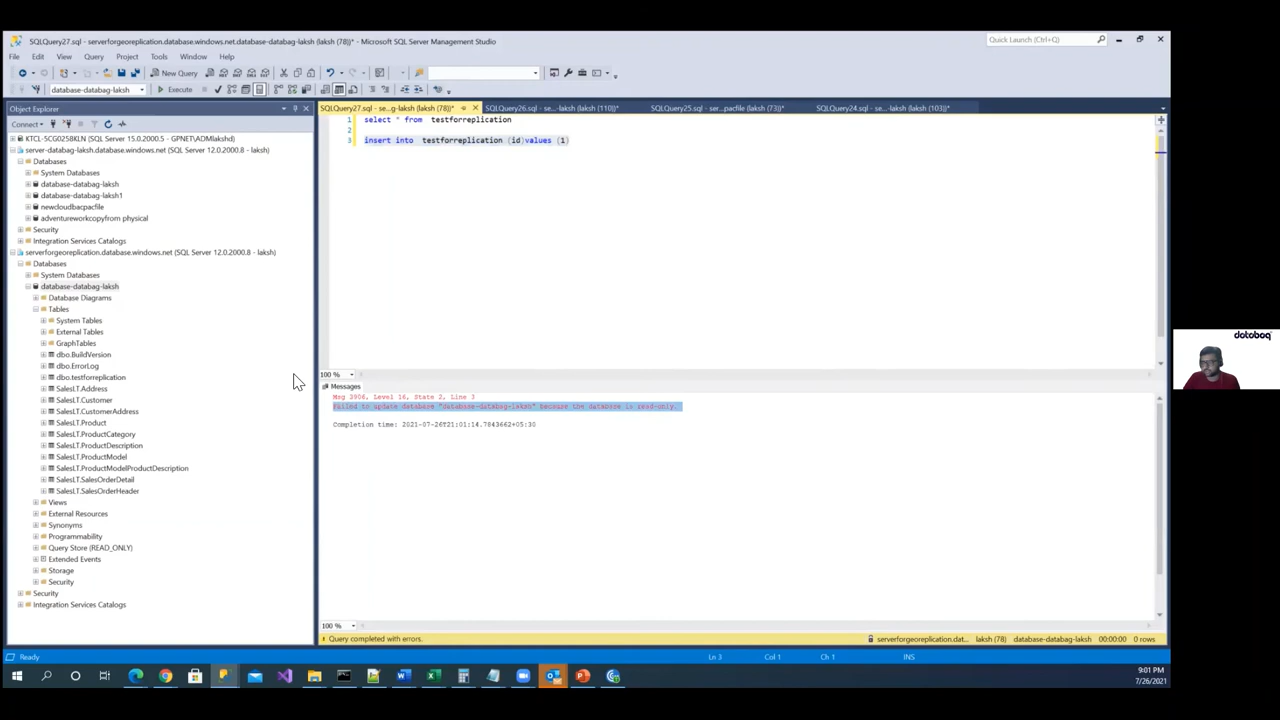 SQLQuery27.sql - serverforgeoreplication.database.windows.net.database-databag-laksh (laksh (78))* - Microsoft SQL Server Management Studio
Quick Launch (Ctrl+Q)
File Edit View Query Project Tools Window Help
New Query
database-databag-laksh Execute
Object Explorer
SQLQuery27.sql - se...g-laksh (laksh (78))* SQLQuery26.sql - se...-laksh (laksh (110))* SQLQuery25.sql - se...pacfile (laksh (73))* SQLQuery24.sql - se...-laksh (laksh (103))*
Connect
KTCL-5CG0258KLN (SQL Server 15.0.2000.5 - GPNET\ADMlakshd)
server-databag-laksh.database.windows.net (SQL Server 12.0.2000.8 - laksh)
Databases
System Databases
database-databag-laksh
database-databag-laksh1
newcloudbacpacfile
adventureworkcopyfrom physical
Security
Integration Services Catalogs
serverforgeoreplication.database.windows.net (SQL Server 12.0.2000.8 - laksh)
Databases
System Databases
database-databag-laksh
Database Diagrams
Tables
System Tables
External Tables
GraphTables
dbo.BuildVersion
dbo.ErrorLog
dbo.testforreplication
SalesLT.Address
SalesLT.Customer
SalesLT.CustomerAddress
SalesLT.Product
SalesLT.ProductCategory
SalesLT.ProductDescription
SalesLT.ProductModel
SalesLT.ProductModelProductDescription
SalesLT.SalesOrderDetail
SalesLT.SalesOrderHeader
Views
External Resources
Synonyms
Programmability
Query Store (READ_ONLY)
Extended Events
Storage
Security
Security
Integration Services Catalogs
1 select * from testforreplication
2
3 insert into testforreplication (id)values (1)
100 %
Messages
Msg 3906, Level 16, State 2, Line 3
Failed to update database "database-databag-laksh" because the database is read-only.
Completion time: 2021-07-26T21:01:14.7843662+05:30
100 %
Query completed with errors.
serverforgeoreplication.dat... laksh (78) database-databag-laksh 00:00:00 0 rows
Ready
Ln 3 Col 1 Ch 1 INS
9:01 PM
7/26/2021
databag